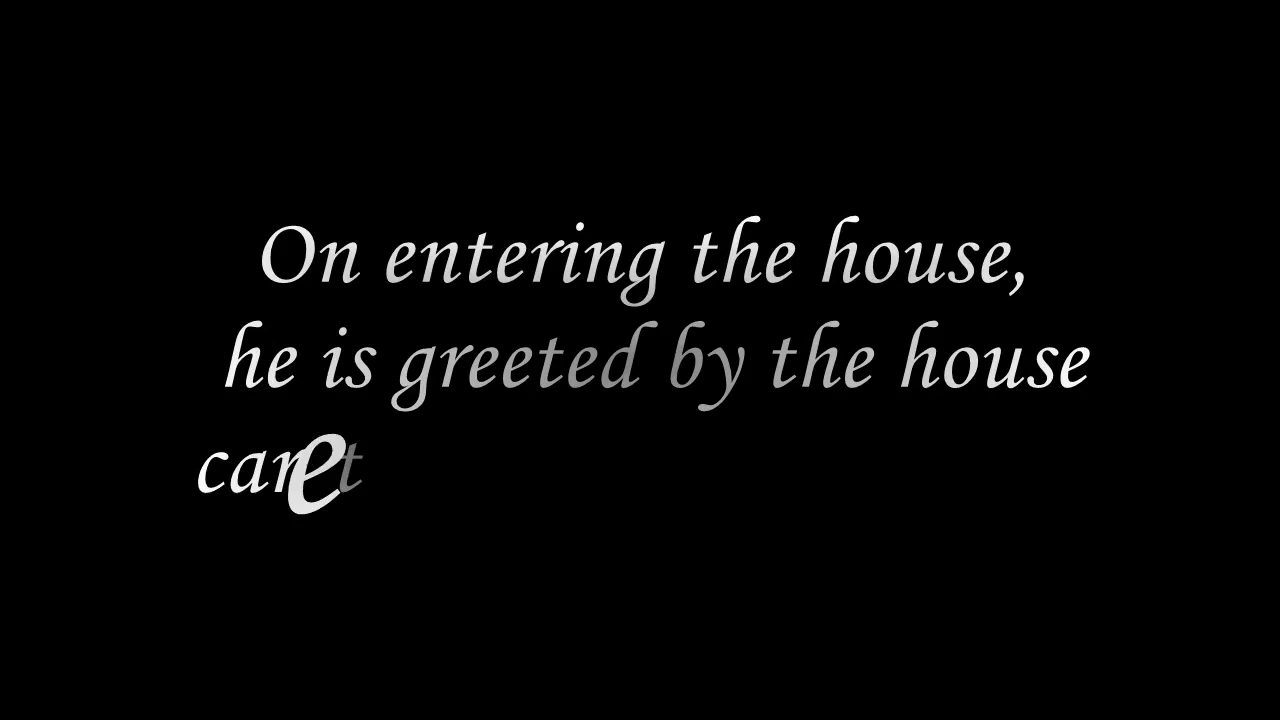 On entering the house,
he is greeted by the house
caret